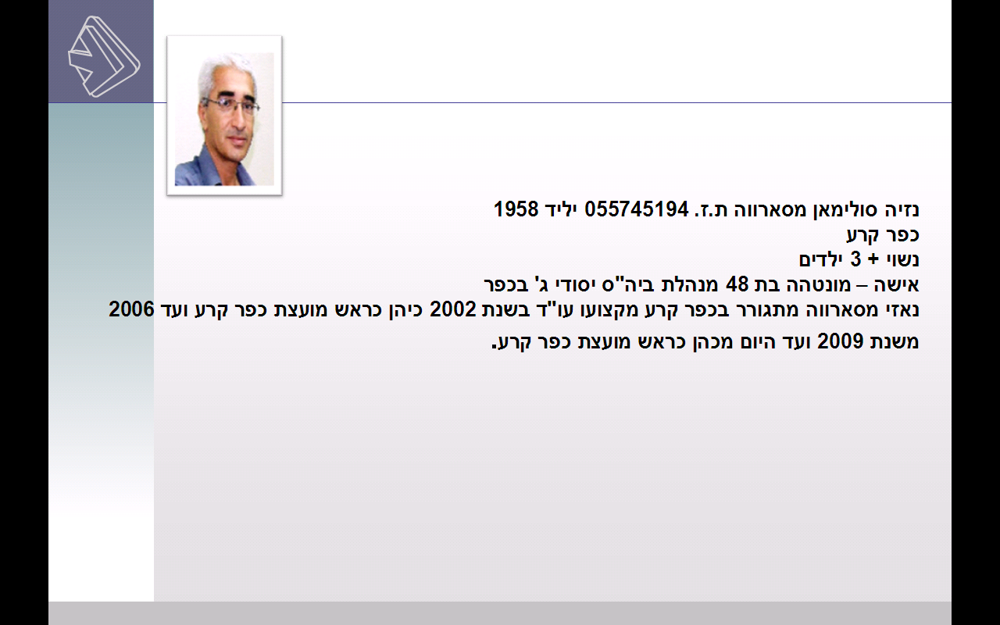 נזיה סולימאן מסארווה ת.ז. 055745194 יליד 1958
כפר קרע
נשוי + 3 ילדים
אישה – מונטהה בת 48 מנהלת ביה"ס יסודי ג' בכפר
נאזי מסארווה מתגורר בכפר קרע מקצועו עו"ד בשנת 2002 כיהן כראש מועצת כפר קרע ועד 2006
משנת 2009 ועד היום מכהן כראש מועצת כפר קרע.